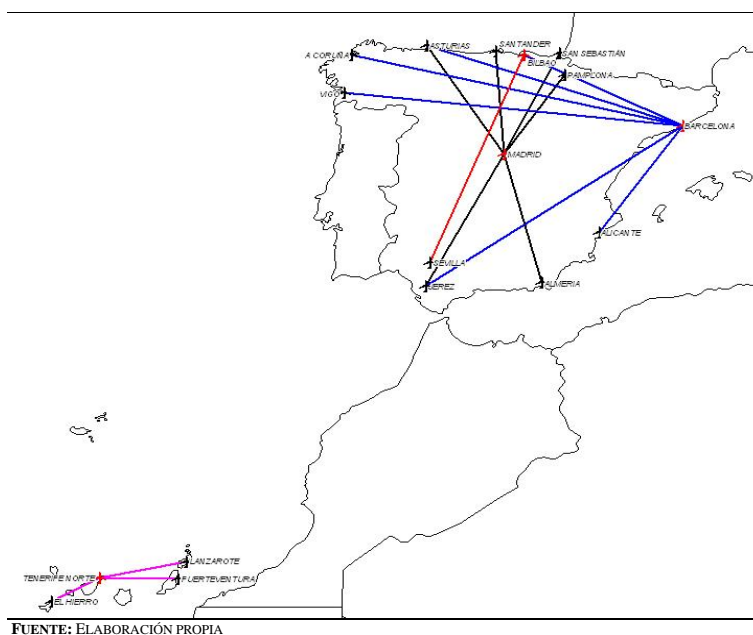 ASTURIAS
SANTANDER
SAN SEBASTIÁN
A CORUÑA
BILBAO
PAMPLONA
VIGO
BARCELONA
MADRID
ALICANTE
SEVILLA
JEREZ
ALMERIA
LANZAROTE
TENERIFE NORTE
FUERTEVENTURA
EL HIERRO
FUENTE: ELABORACIÓN PROPIA